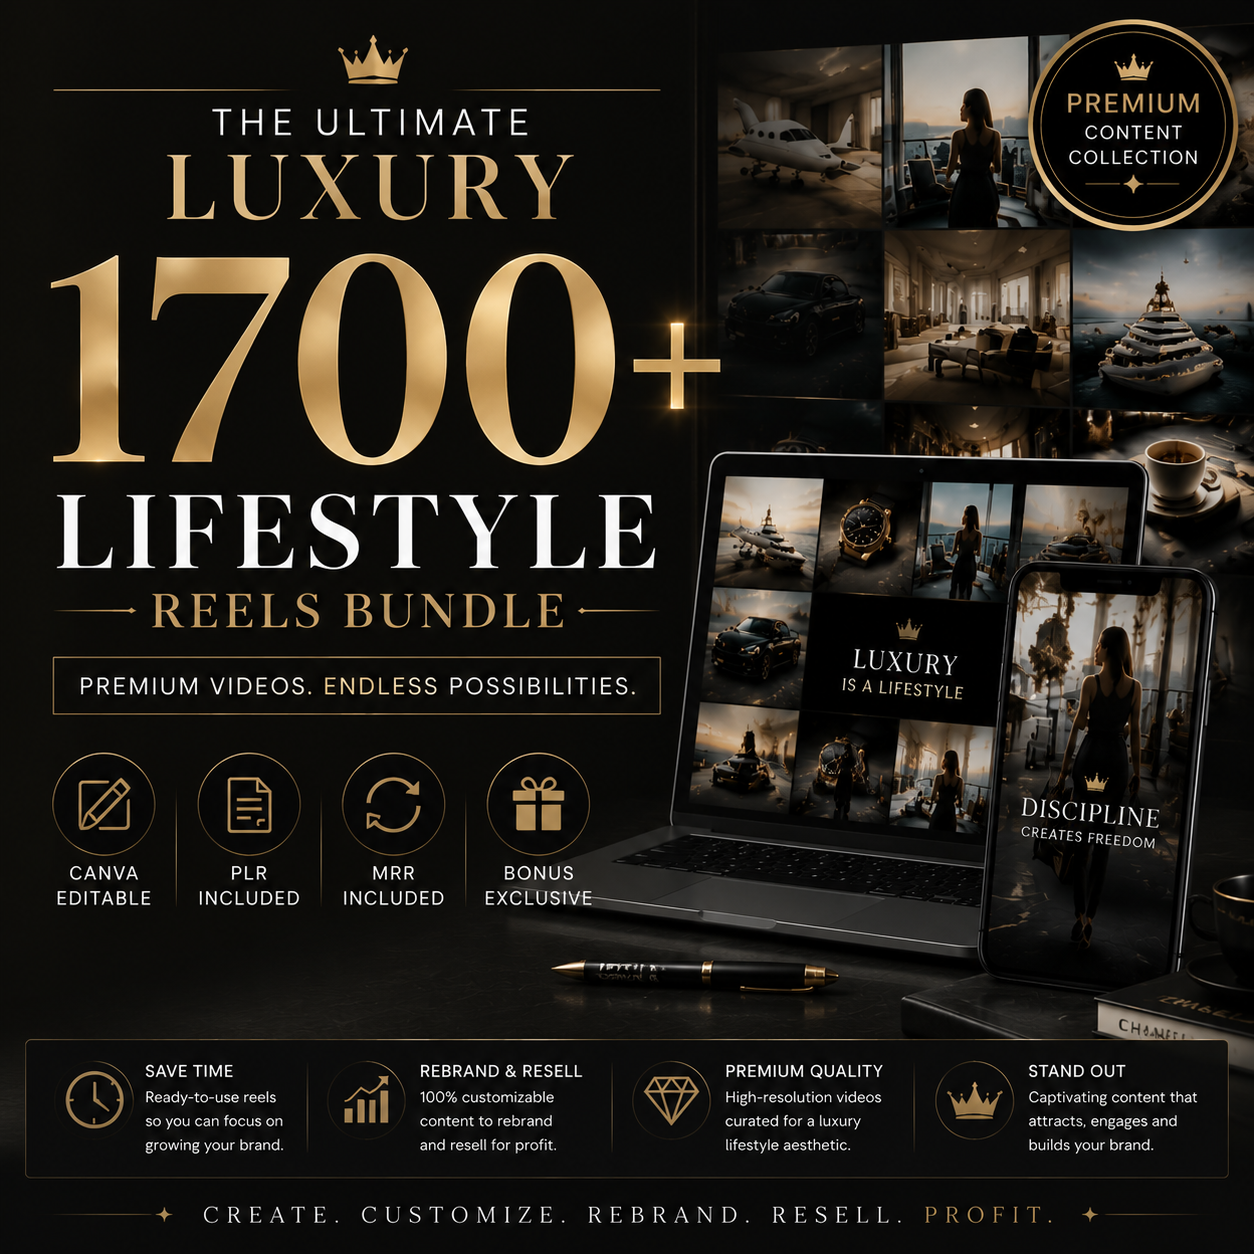 THE ULTIMATE
LUXURY
1700+
LIFESTYLE
REELS BUNDLE
PREMIUM VIDEOS. ENDLESS POSSIBILITIES.
CANVA
EDITABLE
PLR
INCLUDED
MRR
INCLUDED
BONUS
EXCLUSIVE
PREMIUM
CONTENT
COLLECTION
LUXURY
IS A LIFESTYLE
DISCIPLINE
CREATES FREEDOM
SAVE TIME
Ready-to-use reels
so you can focus on
growing your brand.
REBRAND & RESELL
100% customizable
content to rebrand
and resell for profit.
PREMIUM QUALITY
High-resolution videos
curated for a luxury
lifestyle aesthetic.
STAND OUT
Captivating content that
attracts, engages and
builds your brand.
CREATE. CUSTOMIZE. REBRAND. RESELL. PROFIT.